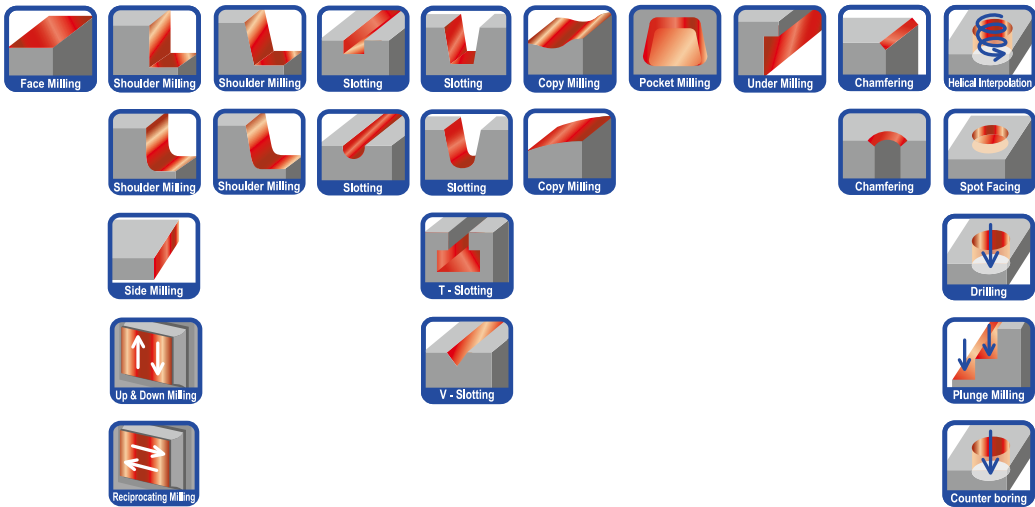 Face Milling
Shoulder Milling
Shoulder Milling
Slotting
Slotting
Copy Milling
Pocket Milling
Under Milling
Chamfering
Helical Interpolation
Shoulder Milling
Shoulder Milling
Slotting
Slotting
Copy Milling
Chamfering
Spot Facing
Side Milling
T - Slotting
Drilling
Up & Down Milling
V - Slotting
Plunge Milling
Reciprocating Milling
Counter boring